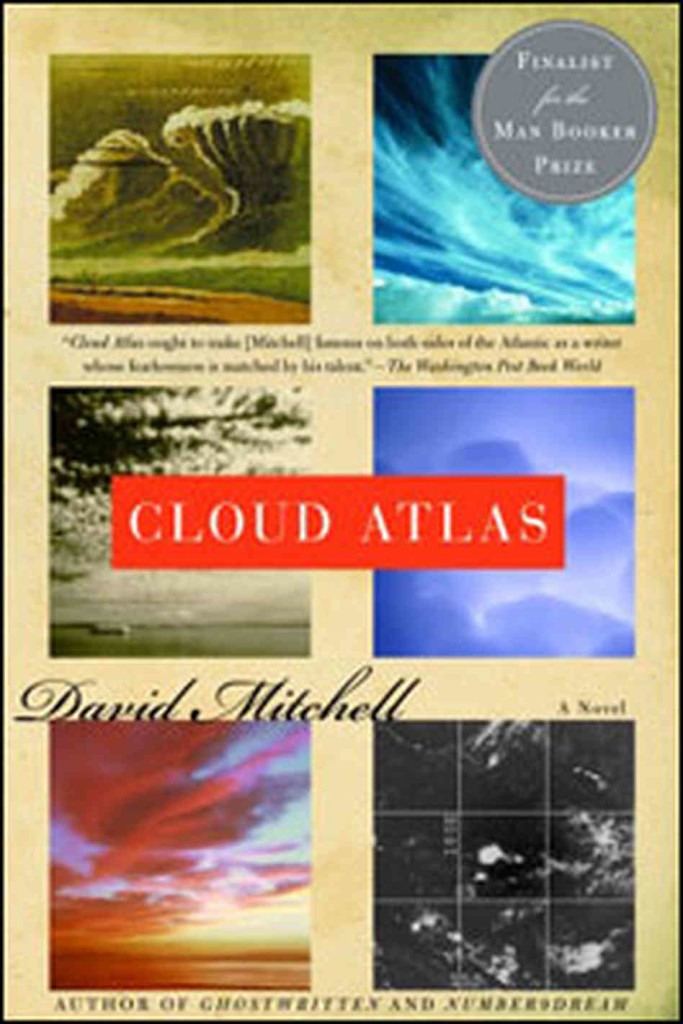 FINALIST
for the
MAN BOOKER
PRIZE
"Cloud Atlas ought to make [Mitchell] famous on both sides of the Atlantic as a writer
whose fearlessness is matched by his talent." – The Washington Post Book World
CLOUD ATLAS
David Mitchell
A Novel
AUTHOR OF GHOSTWRITTEN AND NUMBER9DREAM